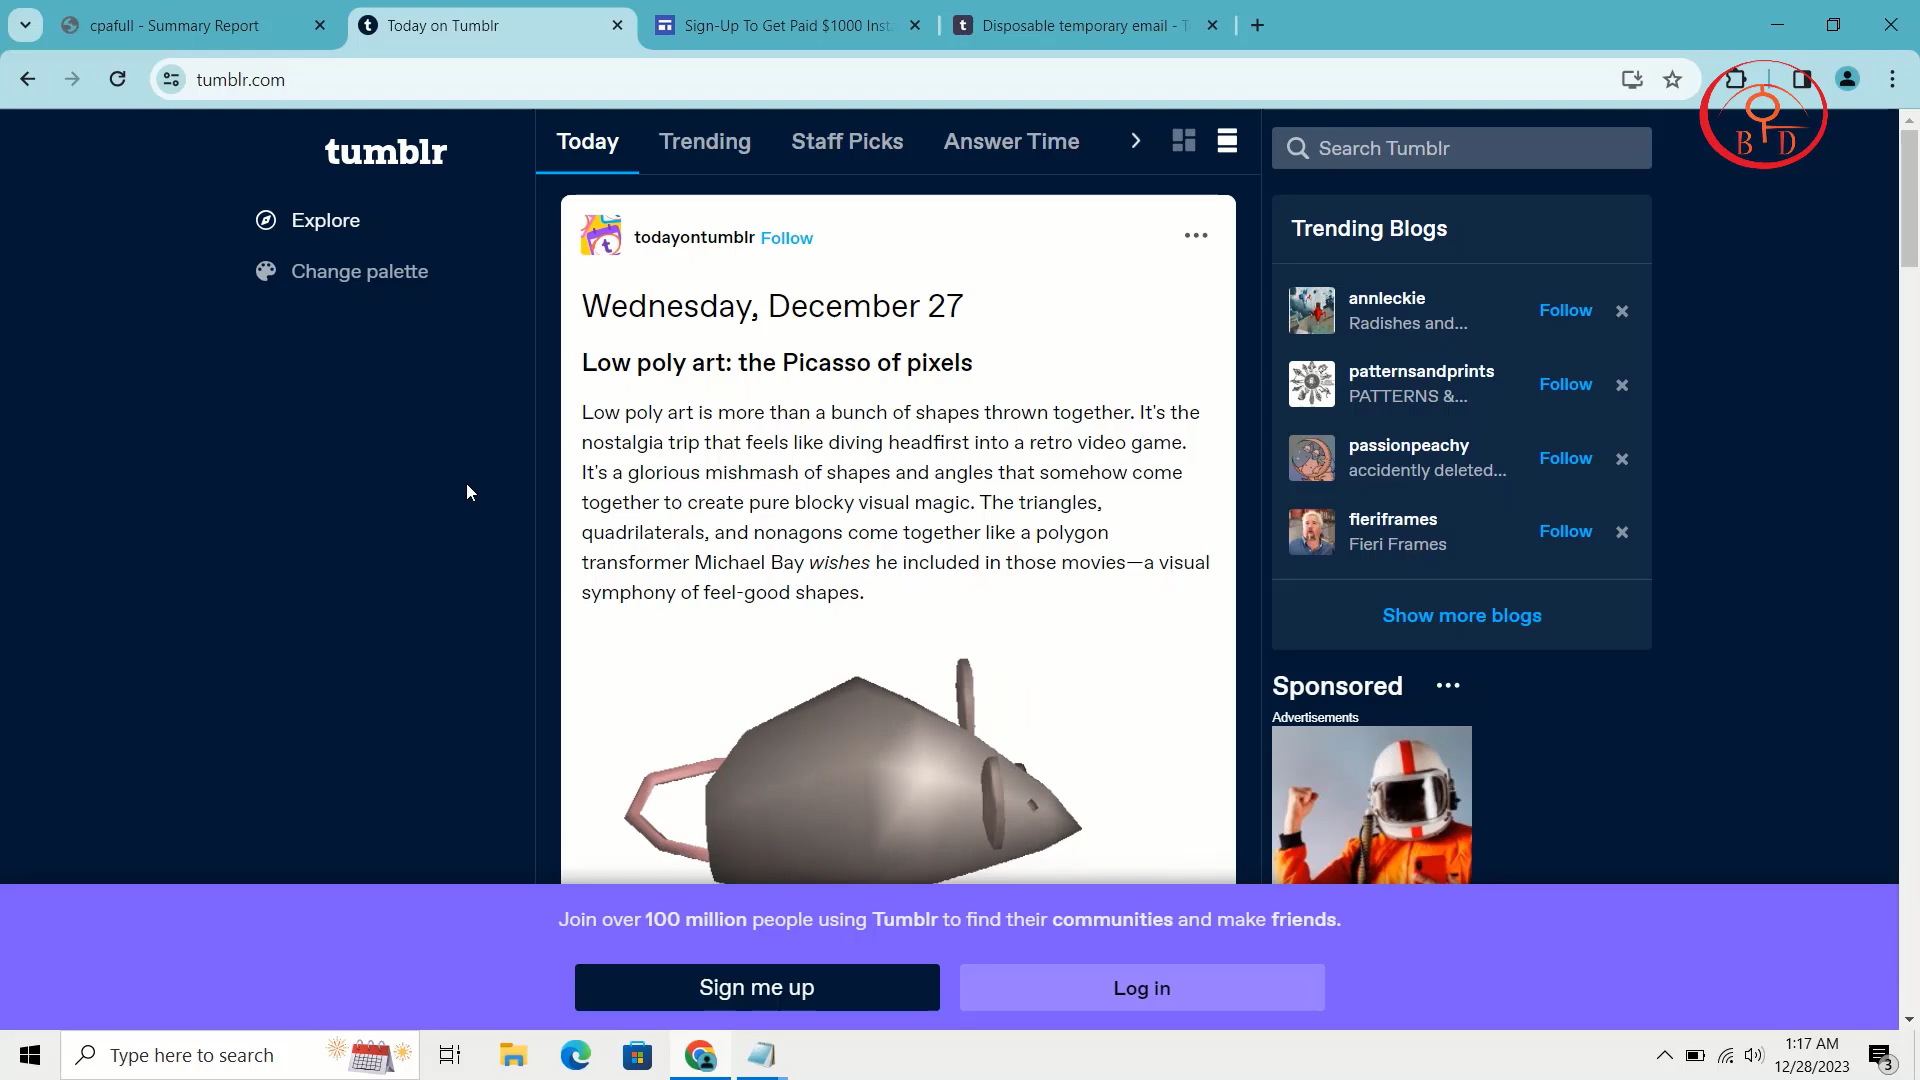 cpafull - Summary Report
Today on Tumblr
Sign-Up To Get Paid $1000 Inst
Disposable temporary email - T
tumblr.com
B D
tumblr
Explore
Change palette
Today
Trending
Staff Picks
Answer Time
Search Tumblr
todayontumblr Follow
Wednesday, December 27
Low poly art: the Picasso of pixels
Low poly art is more than a bunch of shapes thrown together. It's the
nostalgia trip that feels like diving headfirst into a retro video game.
It's a glorious mishmash of shapes and angles that somehow come
together to create pure blocky visual magic. The triangles,
quadrilaterals, and nonagons come together like a polygon
transformer Michael Bay wishes he included in those movies—a visual
symphony of feel-good shapes.
Trending Blogs
annleckie
Radishes and...
Follow
patternsandprints
PATTERNS &...
Follow
passionpeachy
accidently deleted...
Follow
fieriframes
Fieri Frames
Follow
Show more blogs
Sponsored
Advertisements
Join over 100 million people using Tumblr to find their communities and make friends.
Sign me up
Log in
Type here to search
1:17 AM
12/28/2023
3